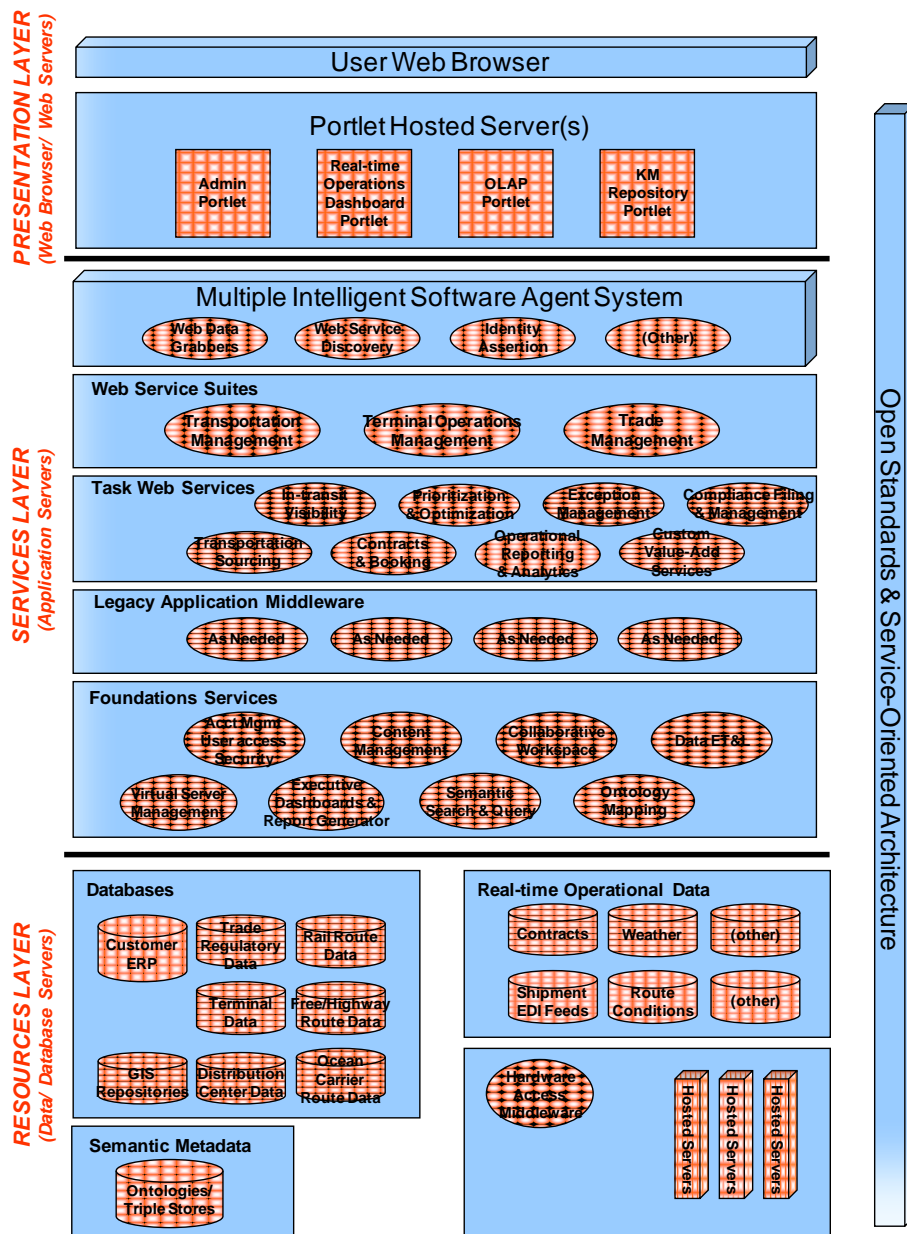 PRESENTATION LAYER
(Web Browser/ Web Servers)
User Web Browser
Portlet Hosted Server(s)
Admin
Portlet
Real-time
Operations
Dashboard
Portlet
OLAP
Portlet
KM
Repository
Portlet
SERVICES LAYER
(Application Servers)
Multiple Intelligent Software Agent System
Web Data
Grabbers
Web Service
Discovery
Identity
Assertion
(Other)
Web Service Suites
Transportation
Management
Terminal Operations
Management
Trade
Management
Task Web Services
In-transit
Visibility
Prioritization
& Optimization
Exception
Management
Compliance Filing
& Management
Transportation
Sourcing
Contracts
& Booking
Operational
Reporting
& Analytics
Custom
Value-Add
Services
Legacy Application Middleware
As Needed
As Needed
As Needed
As Needed
Foundations Services
Acct Mgmt
User access
Security
Content
Management
Collaborative
Workspace
Data ET&L
Virtual Server
Management
Executive
Dashboards &
Report Generator
Semantic
Search & Query
Ontology
Mapping
RESOURCES LAYER
(Data/ Database Servers)
Databases
Customer
ERP
Trade
Regulatory
Data
Rail Route
Data
Terminal
Data
Free/Highway
Route Data
GIS
Repositories
Distribution
Center Data
Ocean
Carrier
Route Data
Semantic Metadata
Ontologies/
Triple Stores
Real-time Operational Data
Contracts
Weather
(other)
Shipment
EDI Feeds
Route
Conditions
(other)
Hardware
Access
Middleware
Hosted Servers
Hosted Servers
Hosted Servers
Open Standards & Service-Oriented Architecture